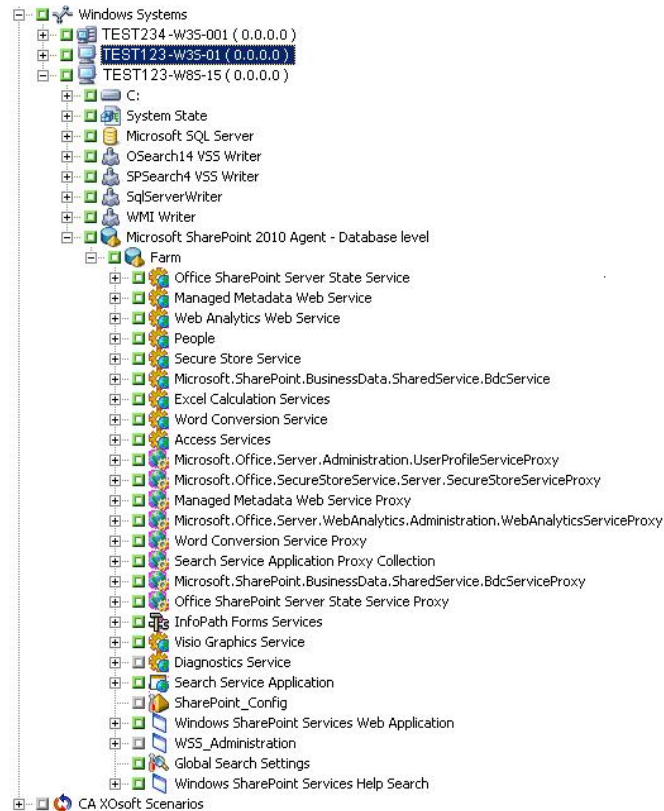 Windows Systems
TEST234-W3S-001 ( 0.0.0.0 )
TEST123-W3S-01 ( 0.0.0.0 )
TEST123-W8S-15 ( 0.0.0.0 )
C:
System State
Microsoft SQL Server
OSearch14 VSS Writer
SPSearch4 VSS Writer
SqlServerWriter
WMI Writer
Microsoft SharePoint 2010 Agent - Database level
Farm
Office SharePoint Server State Service
Managed Metadata Web Service
Web Analytics Web Service
People
Secure Store Service
Microsoft.SharePoint.BusinessData.SharedService.BdcService
Excel Calculation Services
Word Conversion Service
Access Services
Microsoft.Office.Server.Administration.UserProfileServiceProxy
Microsoft.Office.SecureStoreService.Server.SecureStoreServiceProxy
Managed Metadata Web Service Proxy
Microsoft.Office.Server.WebAnalytics.Administration.WebAnalyticsServiceProxy
Word Conversion Service Proxy
Search Service Application Proxy Collection
Microsoft.SharePoint.BusinessData.SharedService.BdcServiceProxy
Office SharePoint Server State Service Proxy
InfoPath Forms Services
Visio Graphics Service
Diagnostics Service
Search Service Application
SharePoint_Config
Windows SharePoint Services Web Application
WSS_Administration
Global Search Settings
Windows SharePoint Services Help Search
CA XOsoft Scenarios